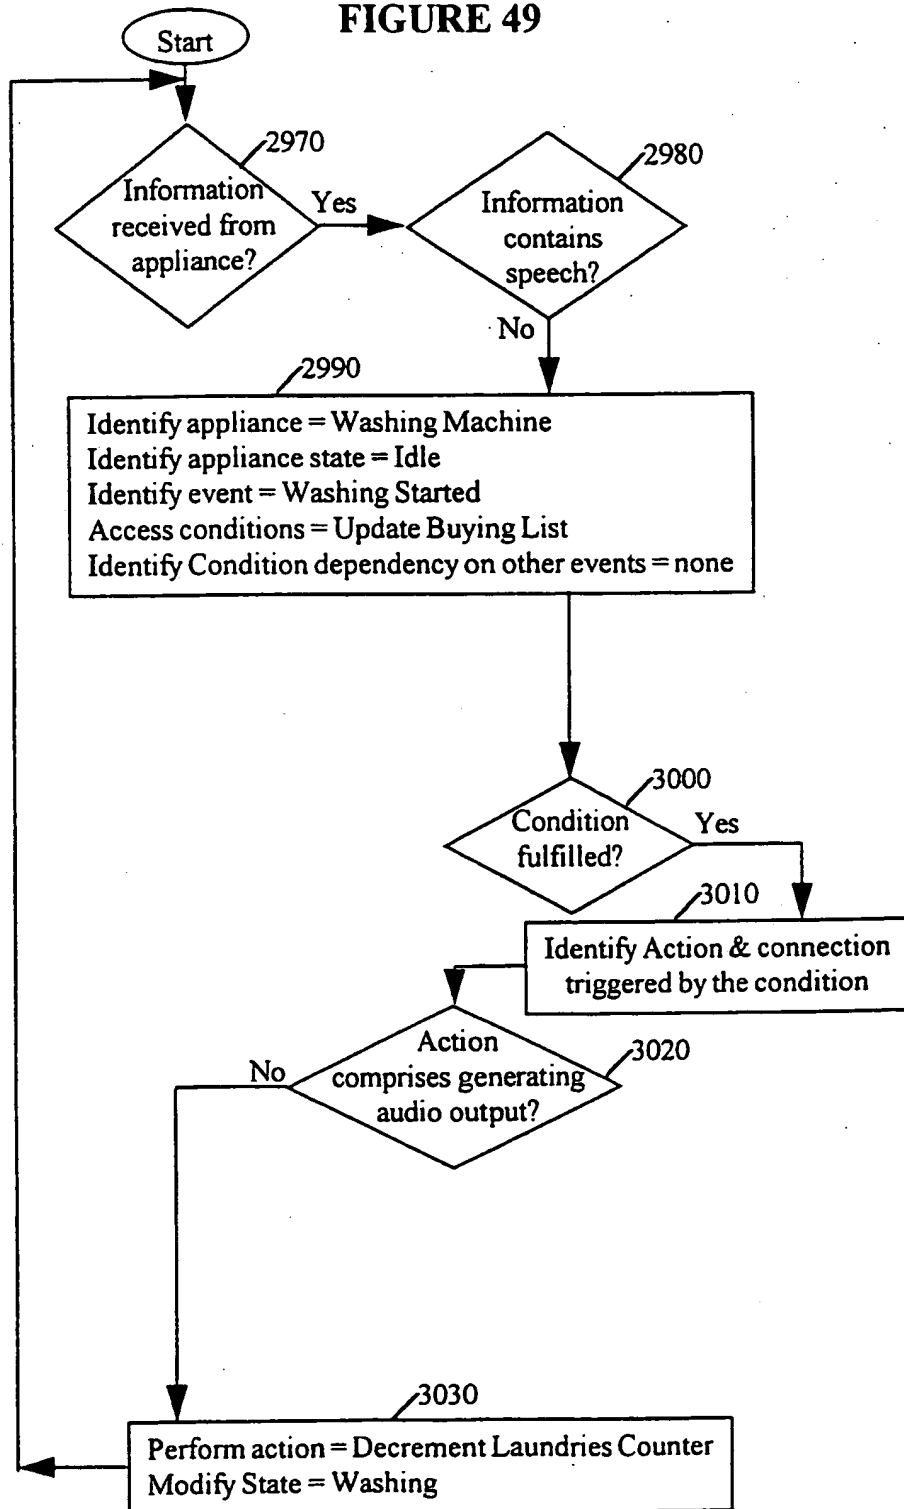 FIGURE 49
Start
2970
Information
received from
appliance?
Yes
2980
Information
contains
speech?
No
2990
Identify appliance = Washing Machine
Identify appliance state = Idle
Identify event = Washing Started
Access conditions = Update Buying List
Identify Condition dependency on other events = none
3000
Condition
fulfilled?
Yes
3010
Identify Action & connection
triggered by the condition
3020
Action
comprises generating
audio output?
No
3030
Perform action = Decrement Laundries Counter
Modify State = Washing